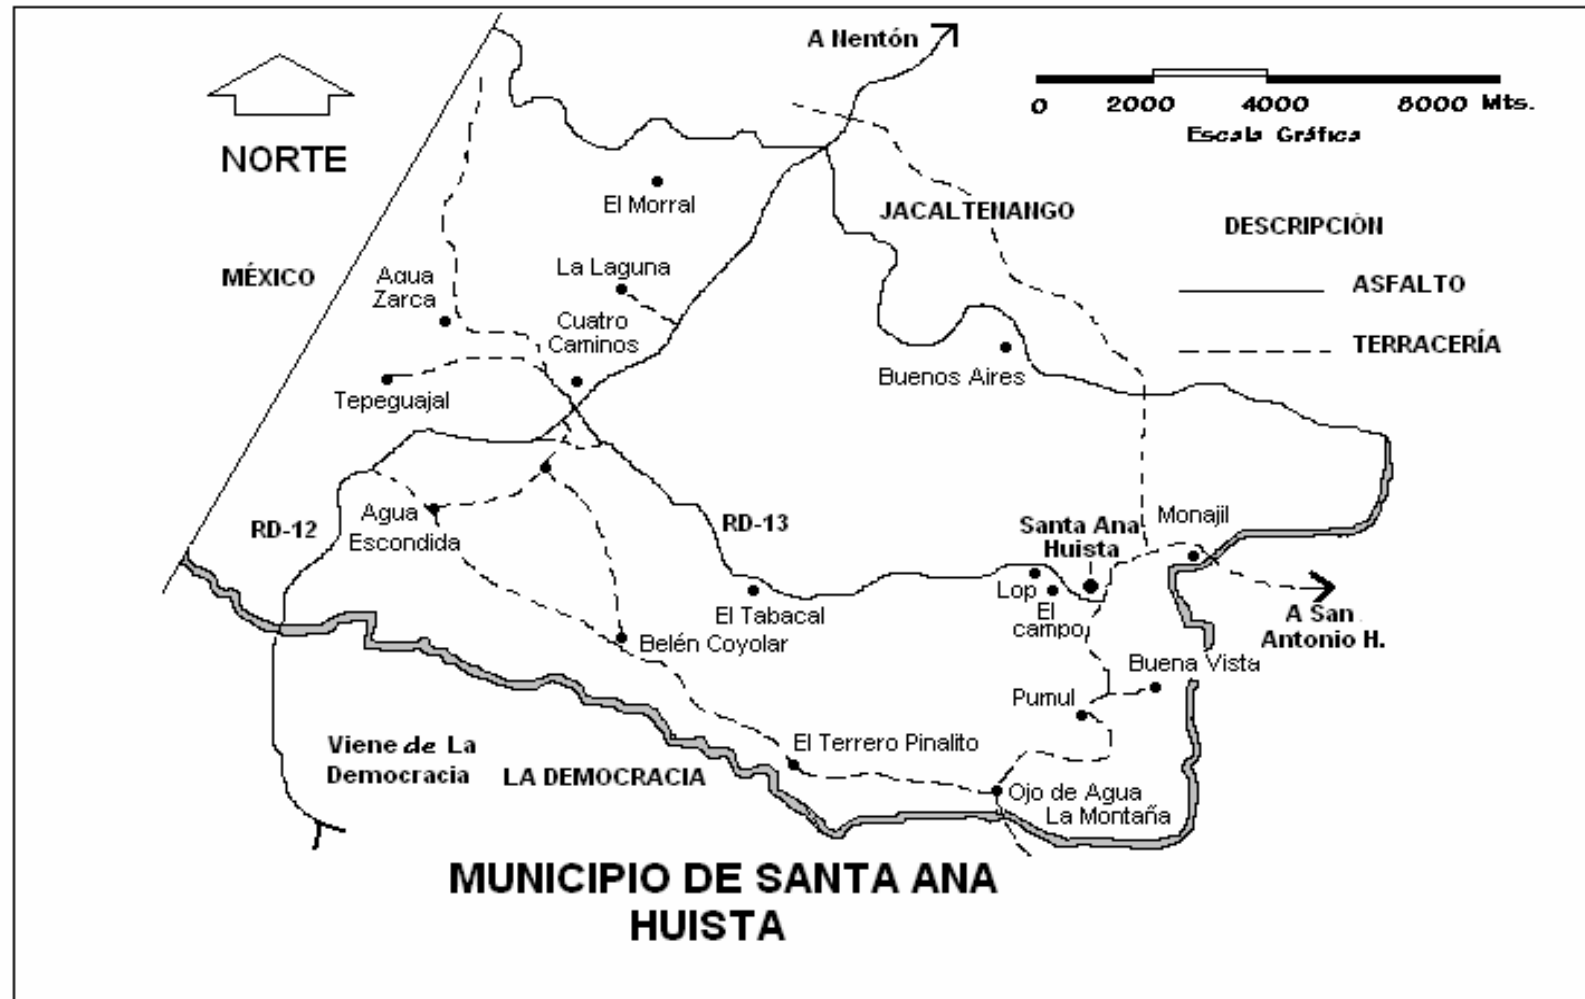 A Nentón
0 2000 4000 8000 Mts.
Escala Gráfica
NORTE
El Morral
JACALTENANGO
DESCRIPCIÓN
MÉXICO
La Laguna
Agua
Zarca
ASFALTO
Cuatro
Caminos
TERRACERÍA
Buenos Aires
Tepeguajal
Agua
Escondida
RD-12
RD-13
Santa Ana
Huista
Monajil
Lop
El
campo
El Tabacal
Belén Coyolar
A San
Antonio H.
Buena Vista
Pumul
Viene de La
Democracia
LA DEMOCRACIA
El Terrero Pinalito
Ojo de Agua
La Montaña
MUNICIPIO DE SANTA ANA
HUISTA